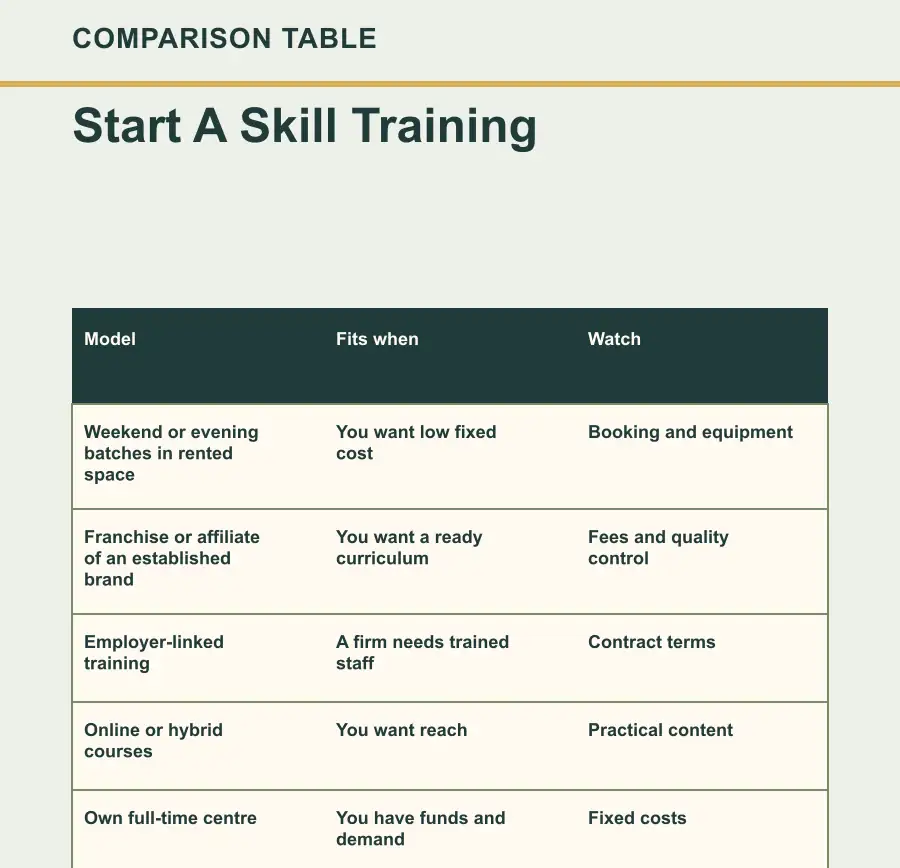 COMPARISON TABLE
Start A Skill Training
Model
Fits when
Watch
Weekend or evening
batches in rented
space
You want low fixed
cost
Booking and equipment
Franchise or affiliate
of an established
brand
You want a ready
curriculum
Fees and quality
control
Employer-linked
training
A firm needs trained
staff
Contract terms
Online or hybrid
courses
You want reach
Practical content
Own full-time centre
You have funds and
demand
Fixed costs